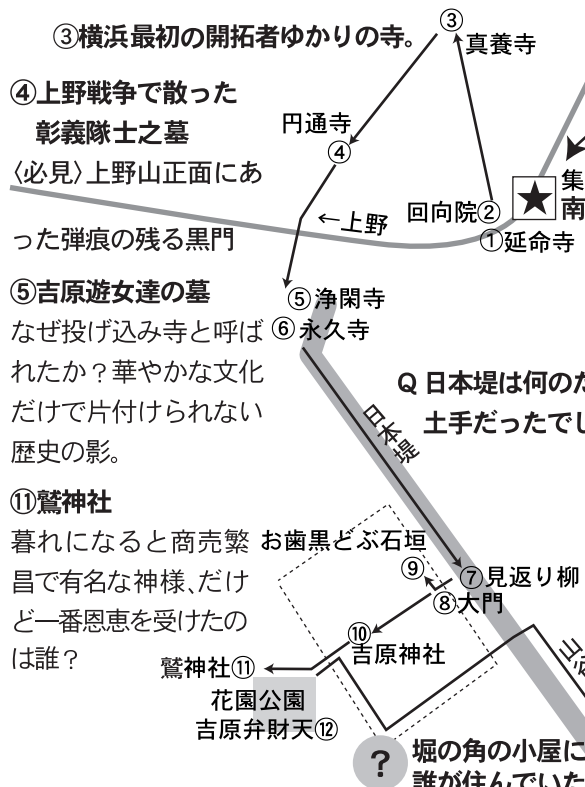 ③横浜最初の開拓者ゆかりの寺。
④上野戦争で散った
彰義隊士之墓
〈必見〉上野山正面にあ
った弾痕の残る黒門
⑤吉原遊女達の墓
なぜ投げ込み寺と呼ば
れたか？華やかな文化
だけで片付けられない
歴史の影。
⑪鷲神社
暮れになると商売繁
昌で有名な神様、だけ
ど一番恩恵を受けたの
は誰？
③
真養寺
円通寺
④
←上野
回向院②
★
集
南
①延命寺
⑤浄閑寺
⑥永久寺
Q 日本堤は何の
土手だったで
日本堤
お歯黒どぶ石垣
⑨
⑦見返り柳
⑧大門
⑩
吉原神社
鷲神社⑪
花園公園
吉原弁財天⑫
？
堀の角の小屋に
誰が住んでいた